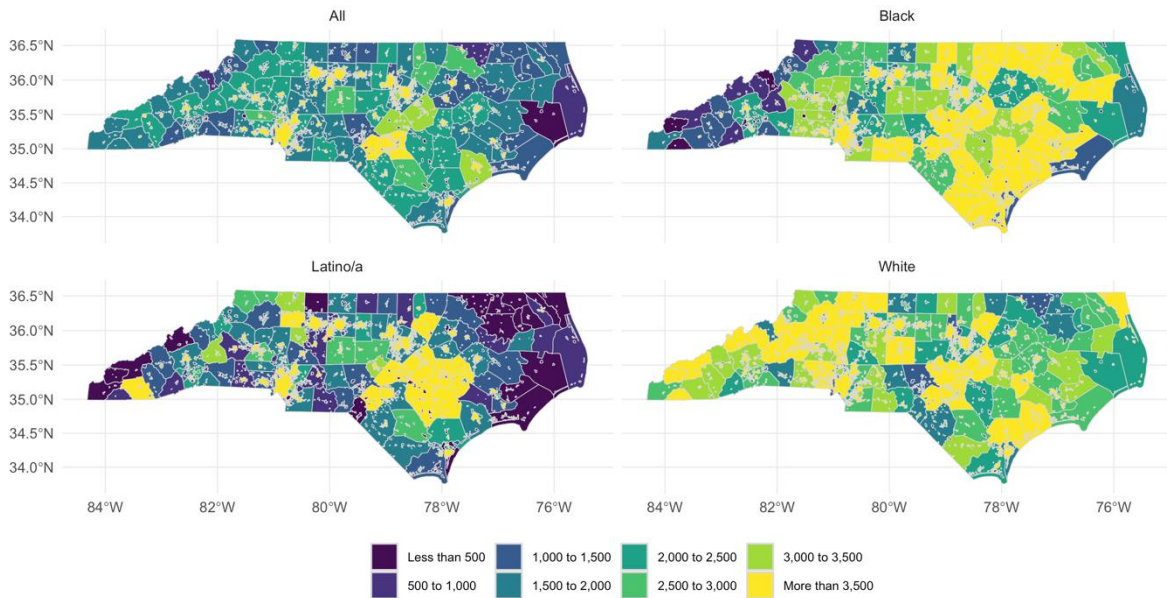 All
Black
36.5°N
36.0°N
35.5°N
35.0°N
34.5°N
34.0°N
Latino/a
White
36.5°N
36.0°N
35.5°N
35.0°N
34.5°N
34.0°N
84°W 82°W 80°W 78°W 76°W 84°W 82°W 80°W 78°W 76°W
Less than 500 1,000 to 1,500 2,000 to 2,500 3,000 to 3,500
500 to 1,000 1,500 to 2,000 2,500 to 3,000 More than 3,500